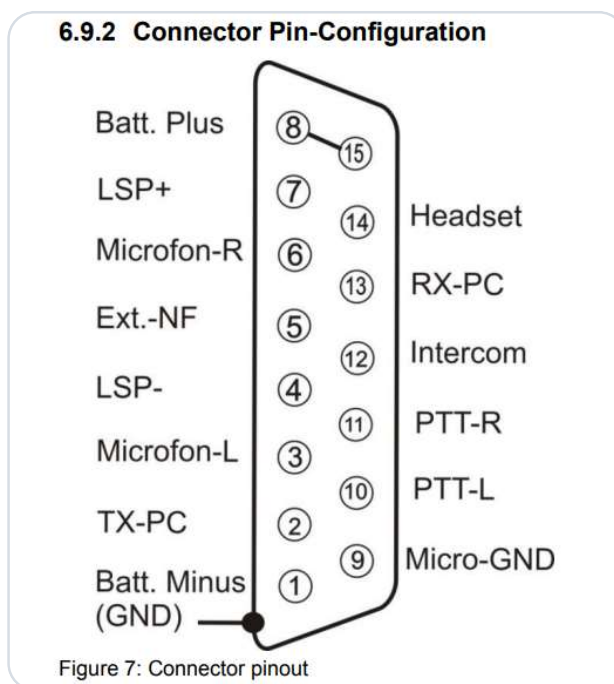 6.9.2 Connector Pin-Configuration
Batt. Plus
8
15
LSP+
7
14
Headset
Microfon-R
6
13
RX-PC
Ext.-NF
5
12
Intercom
LSP-
4
11
PTT-R
Microfon-L
3
10
PTT-L
TX-PC
2
9
Micro-GND
Batt. Minus
(GND)
1
Figure 7: Connector pinout